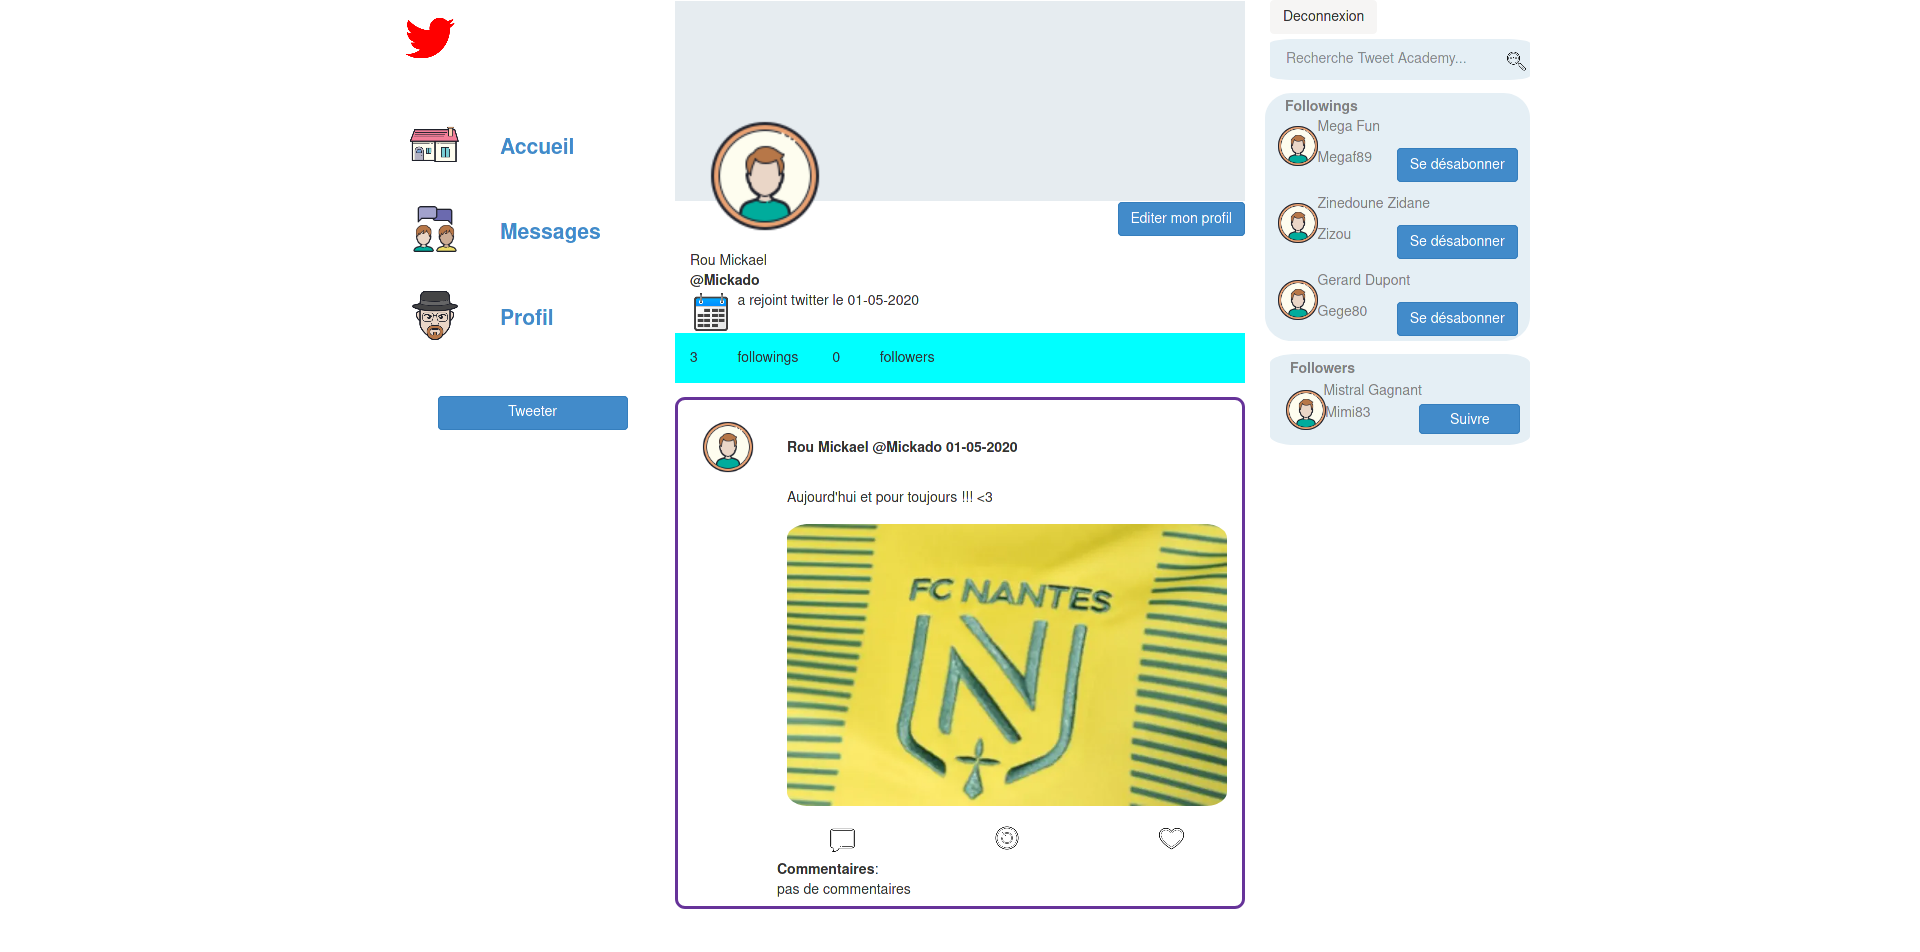 Accueil
Messages
Profil
Tweeter
Editer mon profil
Rou Mickael
@Mickado
a rejoint twitter le 01-05-2020
3 followings 0 followers
Rou Mickael @Mickado 01-05-2020
Aujourd'hui et pour toujours !!! <3
FC NANTES
N
Commentaires:
pas de commentaires
Deconnexion
Recherche Tweet Academy...
Followings
Mega Fun
Megaf89
Se désabonner
Zinedoune Zidane
Zizou
Se désabonner
Gerard Dupont
Gege80
Se désabonner
Followers
Mistral Gagnant
Mimi83
Suivre